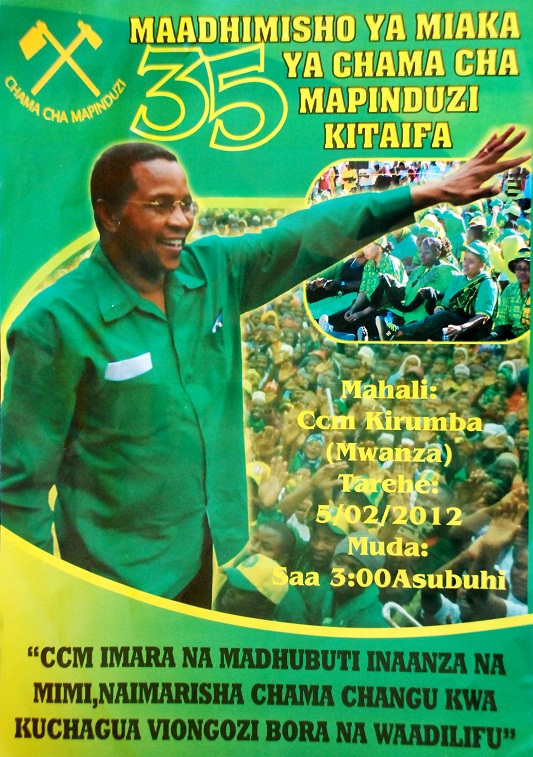 CHAMA CHA MAPINDUZI
MAADHIMISHO YA MIAKA
35 YA CHAMA CHA
MAPINDUZI
KITAIFA
Mahali:
Ccm Kirumba
(Mwanza)
Tarehe:
5/02/2012
Muda:
Saa 3:00Asubuhi
“CCM IMARA NA MADHUBUTI INAANZA NA
MIMI,NAIMARISHA CHAMA CHANGU KWA
KUCHAGUA VIONGOZI BORA NA WAADILIFU”